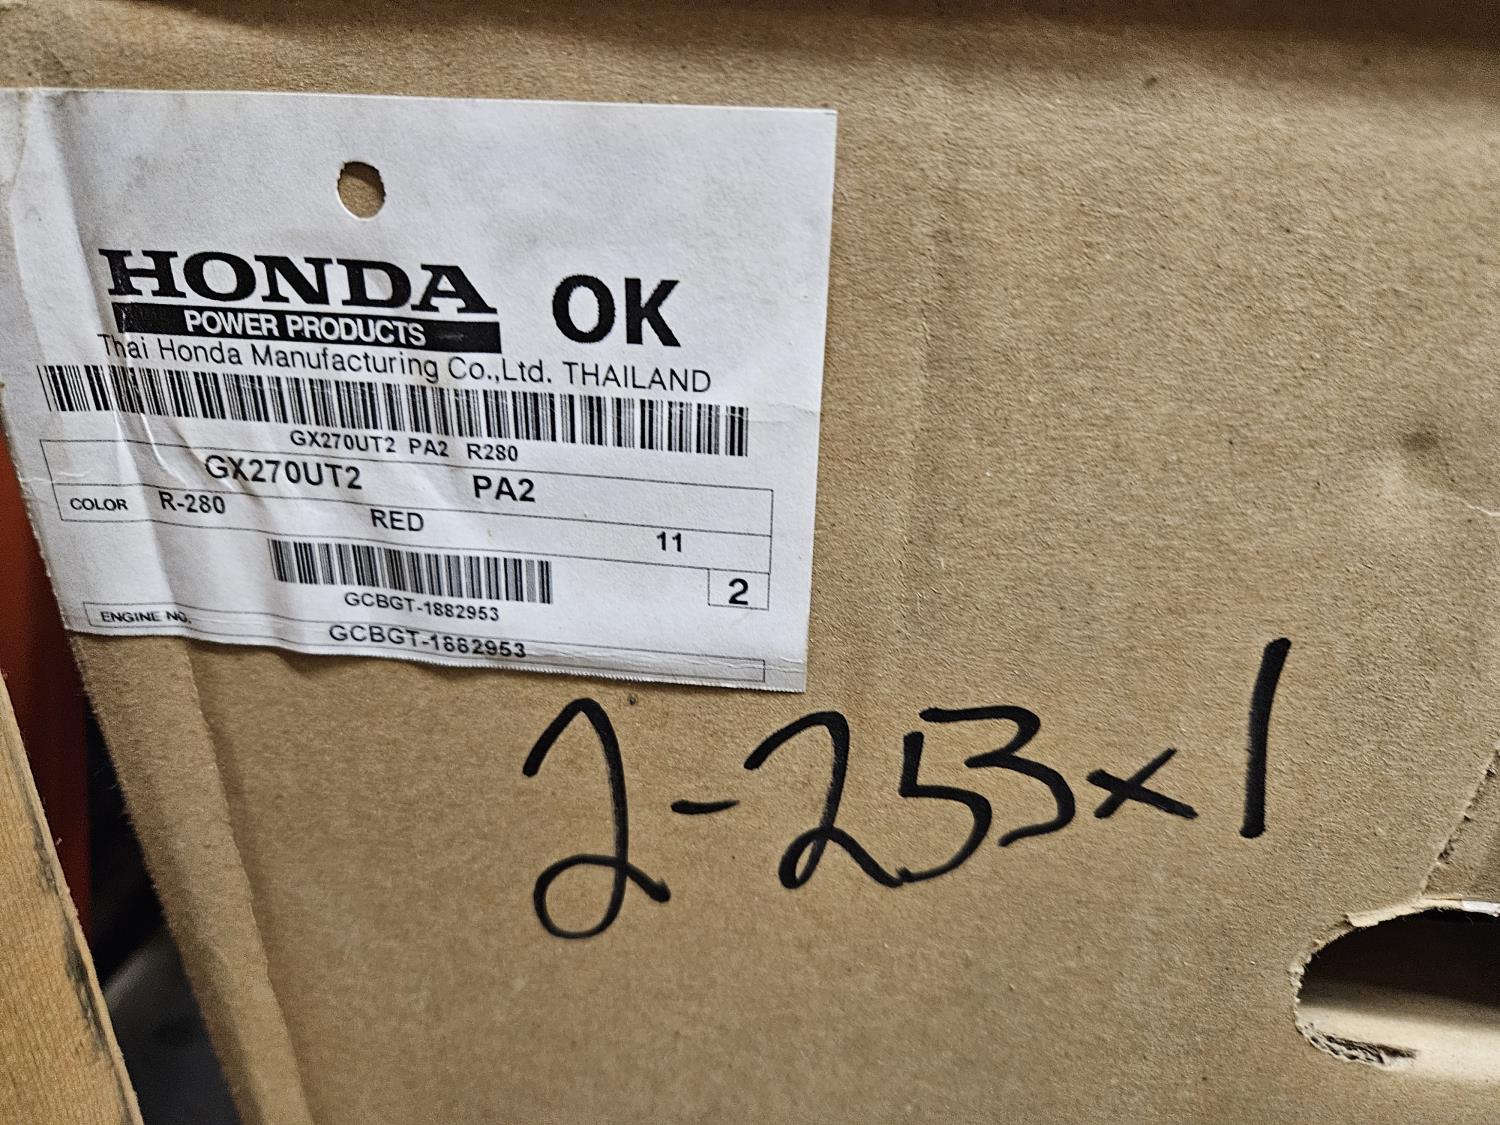 HONDA OK
POWER PRODUCTS
Thai Honda Manufacturing Co.,Ltd. THAILAND
GX270UT2 PA2 R280
GX270UT2 PA2
COLOR R-280 RED 11
2
GCBGT-1882953
ENGINE NO. GCBGT-1882953
2-253x1